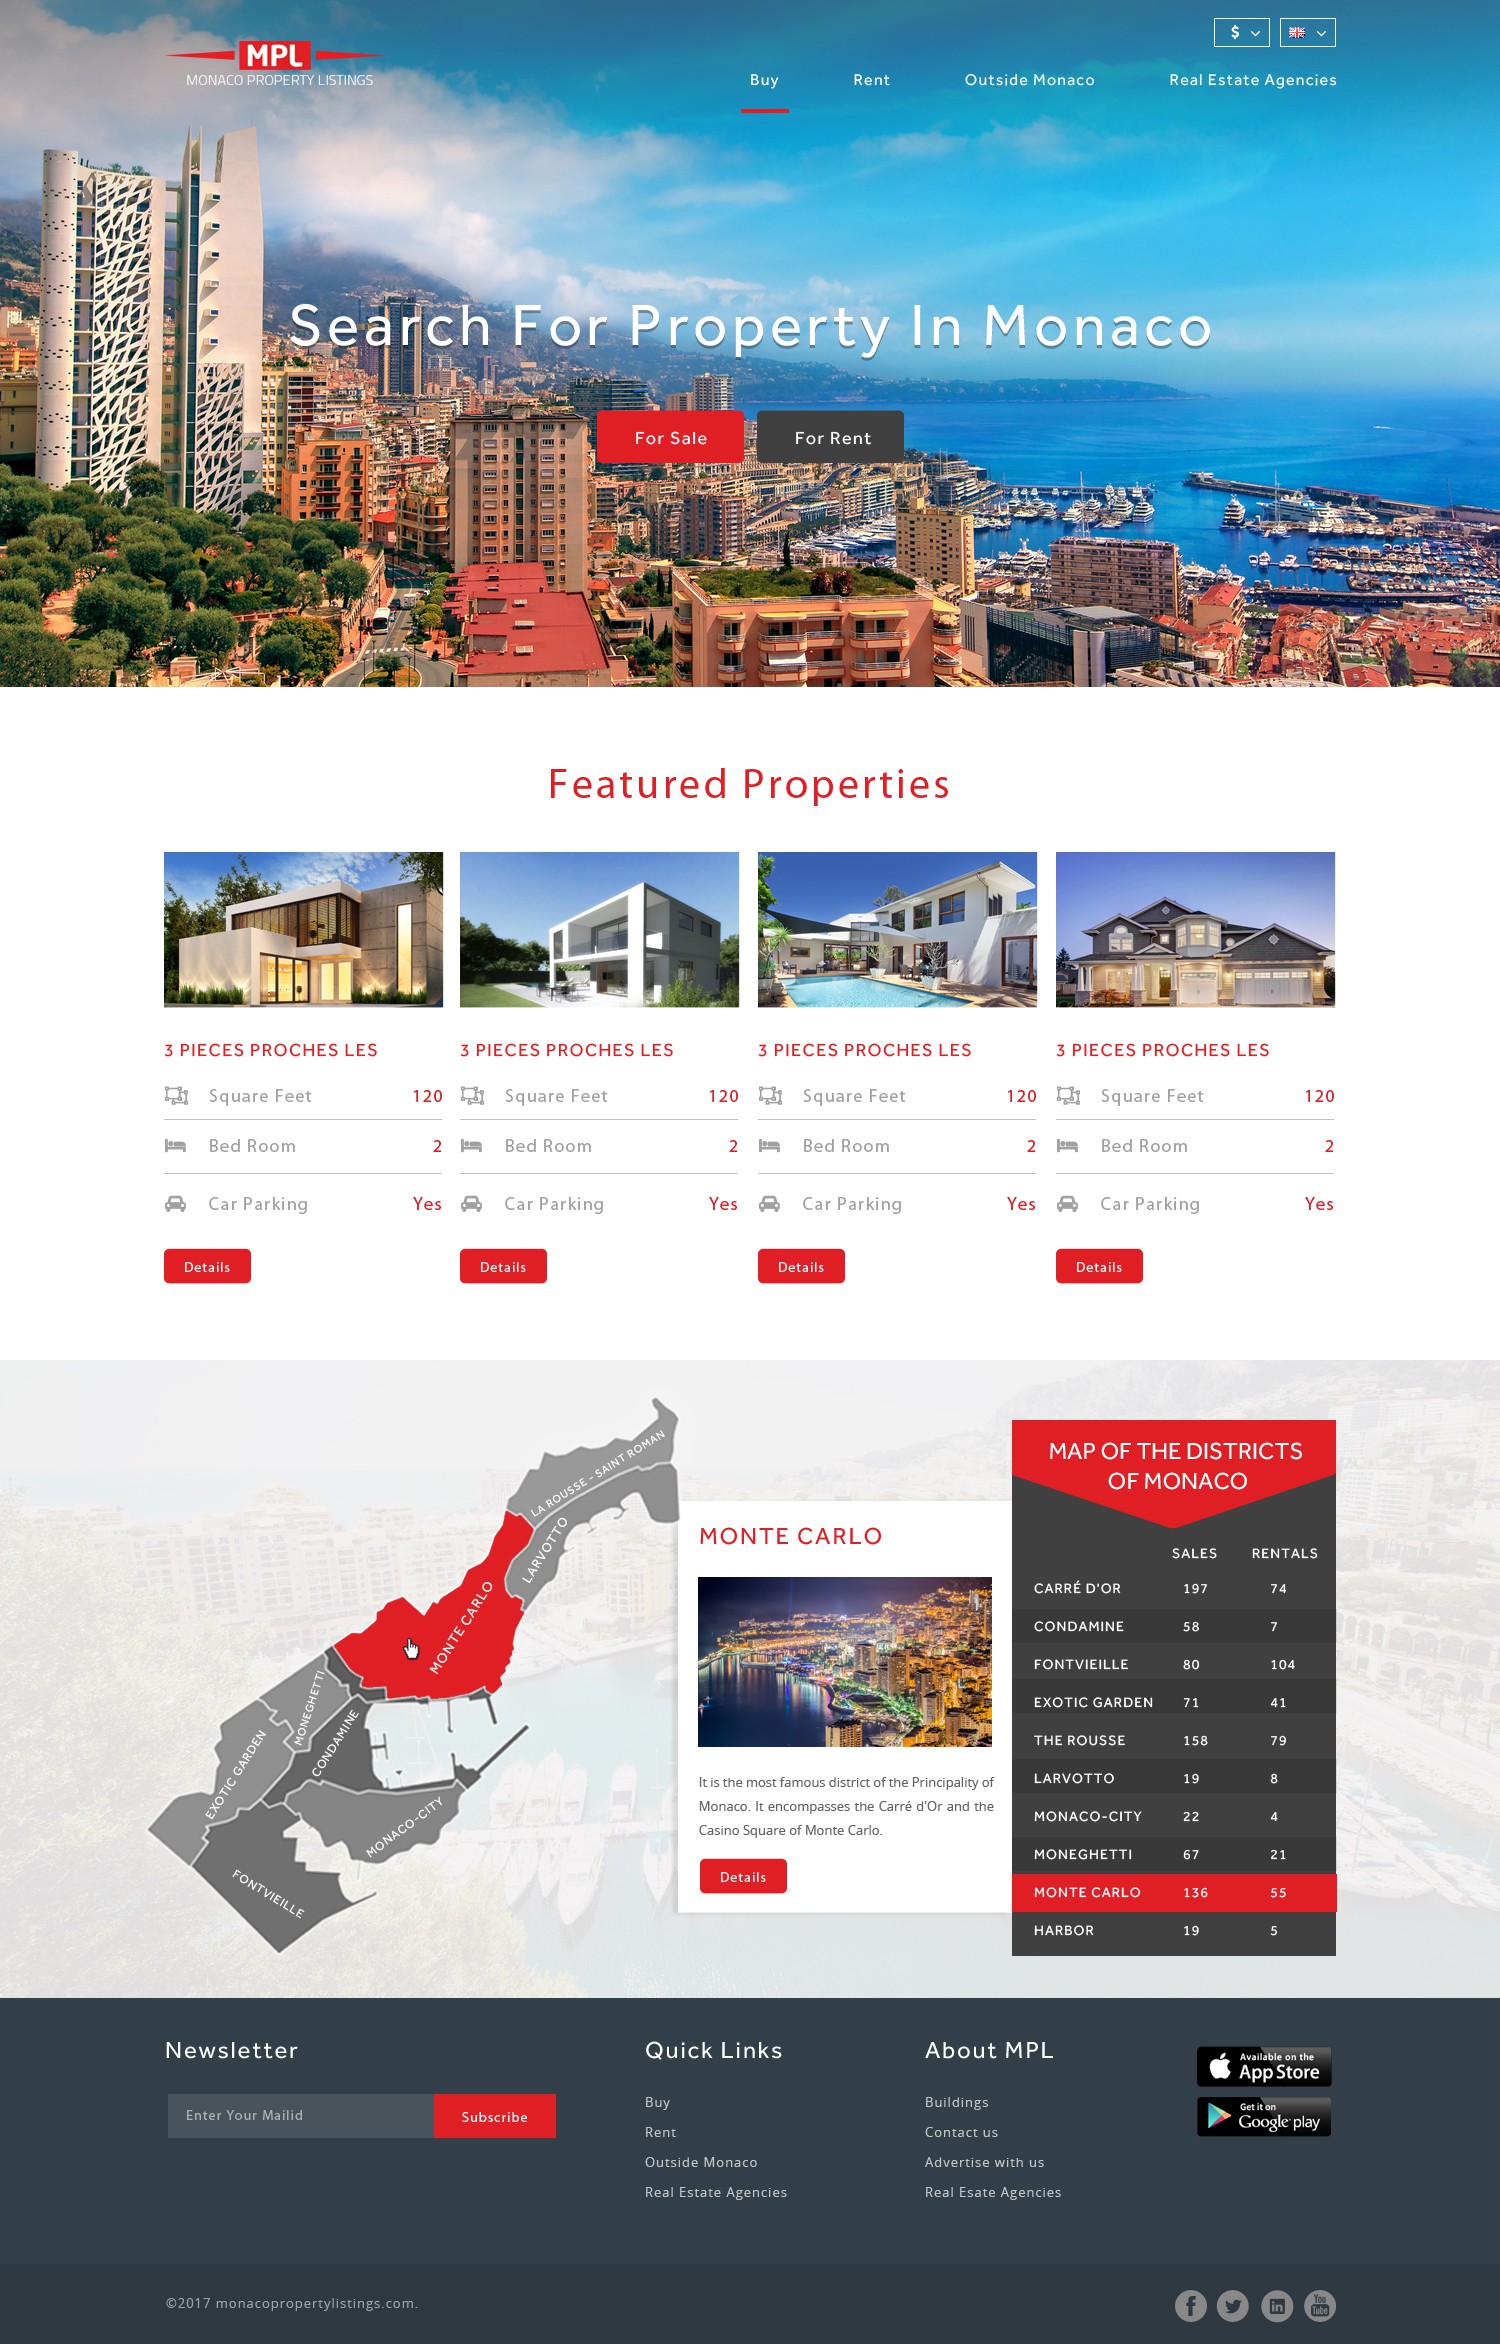 $
MPL
MONACO PROPERTY LISTINGS
Buy Rent Outside Monaco Real Estate Agencies
Search For Property In Monaco
For Sale For Rent
Featured Properties
3 PIECES PROCHES LES
Square Feet 120
Bed Room 2
Car Parking Yes
Details
3 PIECES PROCHES LES
Square Feet 120
Bed Room 2
Car Parking Yes
Details
3 PIECES PROCHES LES
Square Feet 120
Bed Room 2
Car Parking Yes
Details
3 PIECES PROCHES LES
Square Feet 120
Bed Room 2
Car Parking Yes
Details
LA ROUSSE - SAINT ROMAN
LARVOTTO
MONTE CARLO
MONEGHETTI
CONDAMINE
EXOTIC GARDEN
MONACO-CITY
FONTVIEILLE
MONTE CARLO
It is the most famous district of the Principality of
Monaco. It encompasses the Carré d'Or and the
Casino Square of Monte Carlo.
Details
MAP OF THE DISTRICTS
OF MONACO
SALES RENTALS
CARRÉ D'OR 197 74
CONDAMINE 58 7
FONTVIEILLE 80 104
EXOTIC GARDEN 71 41
THE ROUSSE 158 79
LARVOTTO 19 8
MONACO-CITY 22 4
MONEGHETTI 67 21
MONTE CARLO 136 55
HARBOR 19 5
Newsletter
Enter Your Mailid Subscribe
Quick Links
Buy
Rent
Outside Monaco
Real Estate Agencies
About MPL
Buildings
Contact us
Advertise with us
Real Esate Agencies
Available on the
App Store
Get it on
Google play
©2017 monacopropertylistings.com.
f in You
Tube